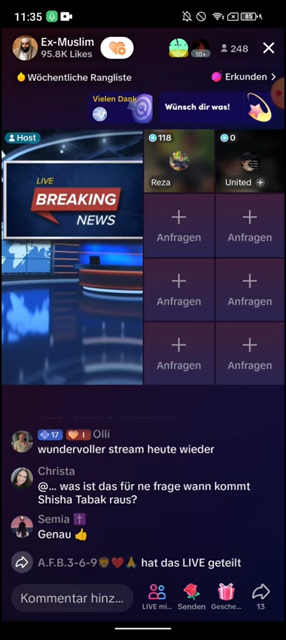 11:35
85
Ex-Muslim
95.8K Likes
10+
248
Wöchentliche Rangliste
Erkunden >
Vielen Dank
Wünsch dir was!
Host
118
0
LIVE
BREAKING
NEWS
Reza
United +
Anfragen
Anfragen
Anfragen
Anfragen
Anfragen
Anfragen
17 1 Olli
wundervoller stream heute wieder
Christa
@... was ist das für ne frage wann kommt
Shisha Tabak raus?
Semia ✝️
Genau 👍
A.F.B.3-6-9🦁❤️🙏 hat das LIVE geteilt
Kommentar hinz...
LIVE mi...
Senden
Gesche...
13